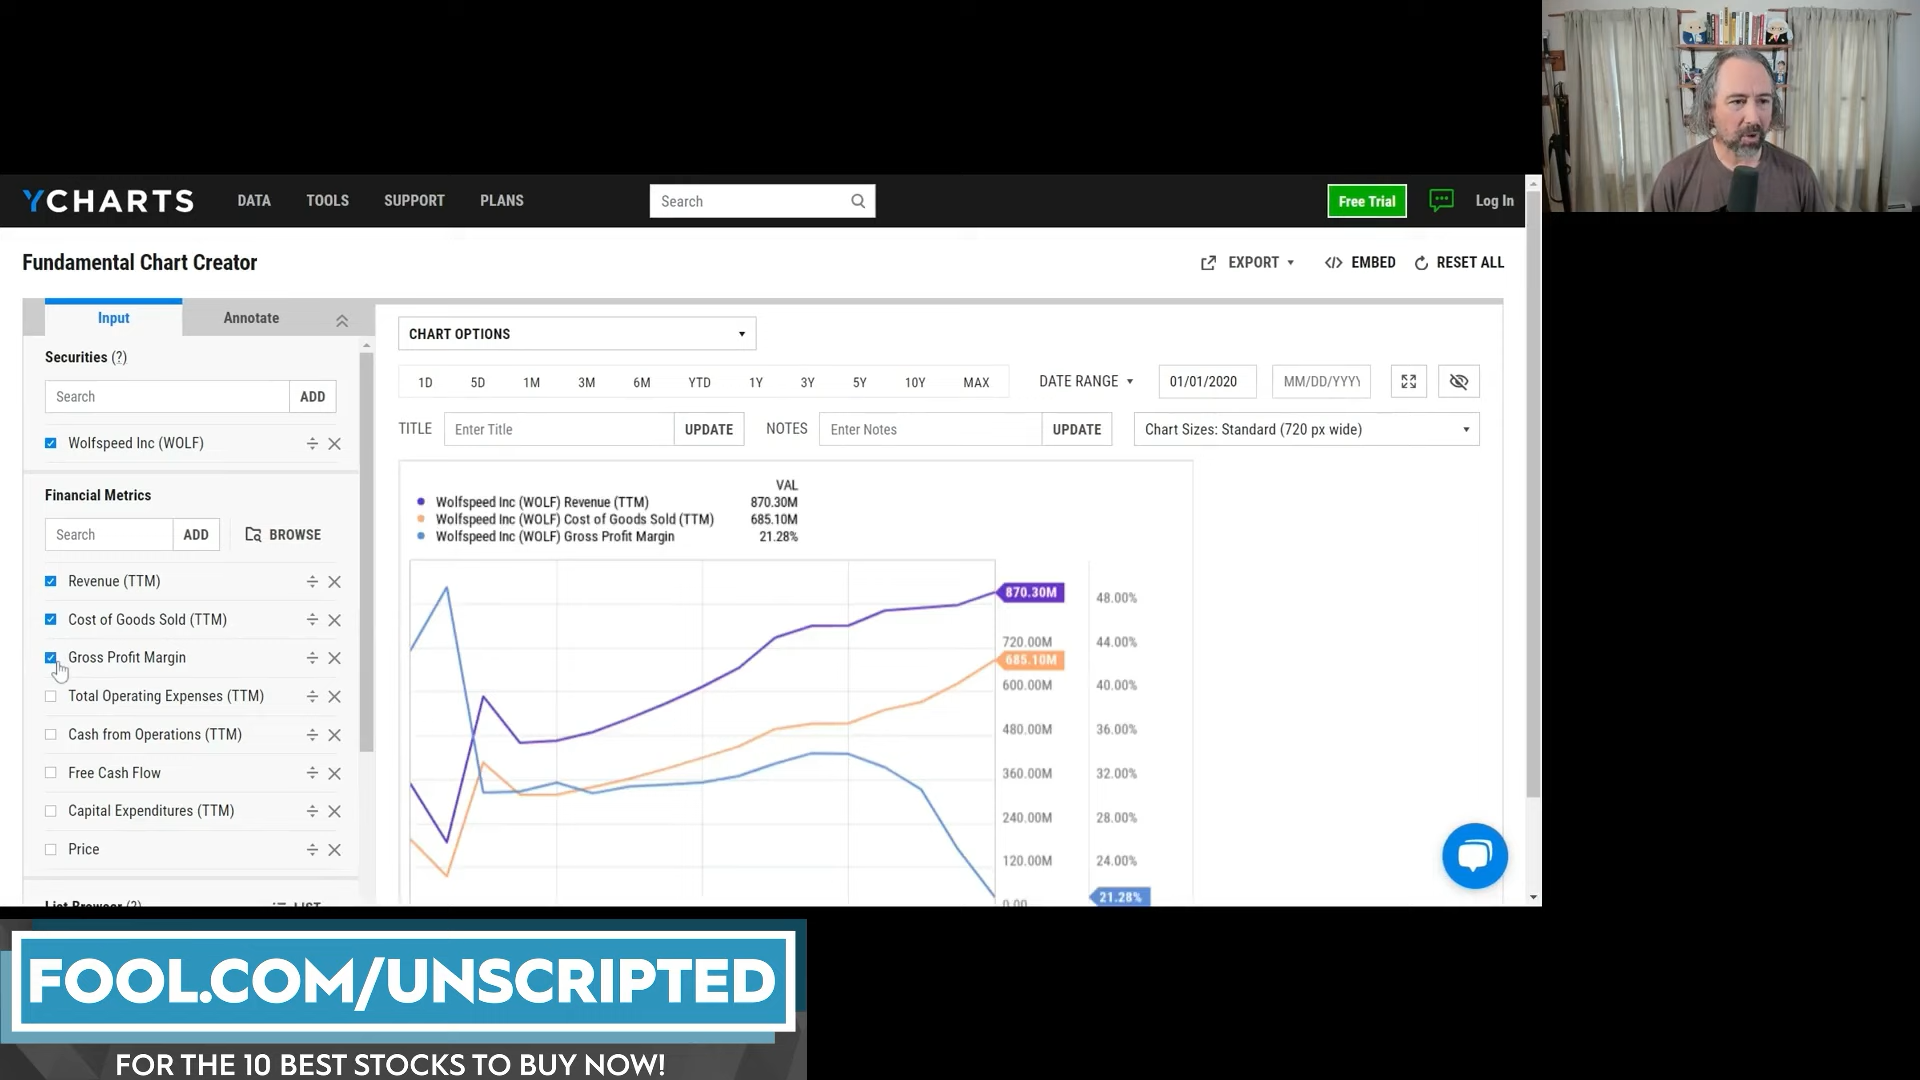 YCHARTS
DATA
TOOLS
SUPPORT
PLANS
Search
Free Trial
Log In
Fundamental Chart Creator
EXPORT
</> EMBED
RESET ALL
Input
Annotate
Securities (?)
Search
ADD
Wolfspeed Inc (WOLF)
Financial Metrics
Search
ADD
BROWSE
Revenue (TTM)
Cost of Goods Sold (TTM)
Gross Profit Margin
Total Operating Expenses (TTM)
Cash from Operations (TTM)
Free Cash Flow
Capital Expenditures (TTM)
Price
List Browser (?)
LIST
CHART OPTIONS
1D 5D 1M 3M 6M YTD 1Y 3Y 5Y 10Y MAX
DATE RANGE
01/01/2020
MM/DD/YYYY
TITLE
Enter Title
UPDATE
NOTES
Enter Notes
UPDATE
Chart Sizes: Standard (720 px wide)
VAL
Wolfspeed Inc (WOLF) Revenue (TTM) 870.30M
Wolfspeed Inc (WOLF) Cost of Goods Sold (TTM) 685.10M
Wolfspeed Inc (WOLF) Gross Profit Margin 21.28%
870.30M
720.00M
685.10M
600.00M
480.00M
360.00M
240.00M
120.00M
0.00
48.00%
44.00%
40.00%
36.00%
32.00%
28.00%
24.00%
21.28%
FOOL.COM/UNSCRIPTED
FOR THE 10 BEST STOCKS TO BUY NOW!